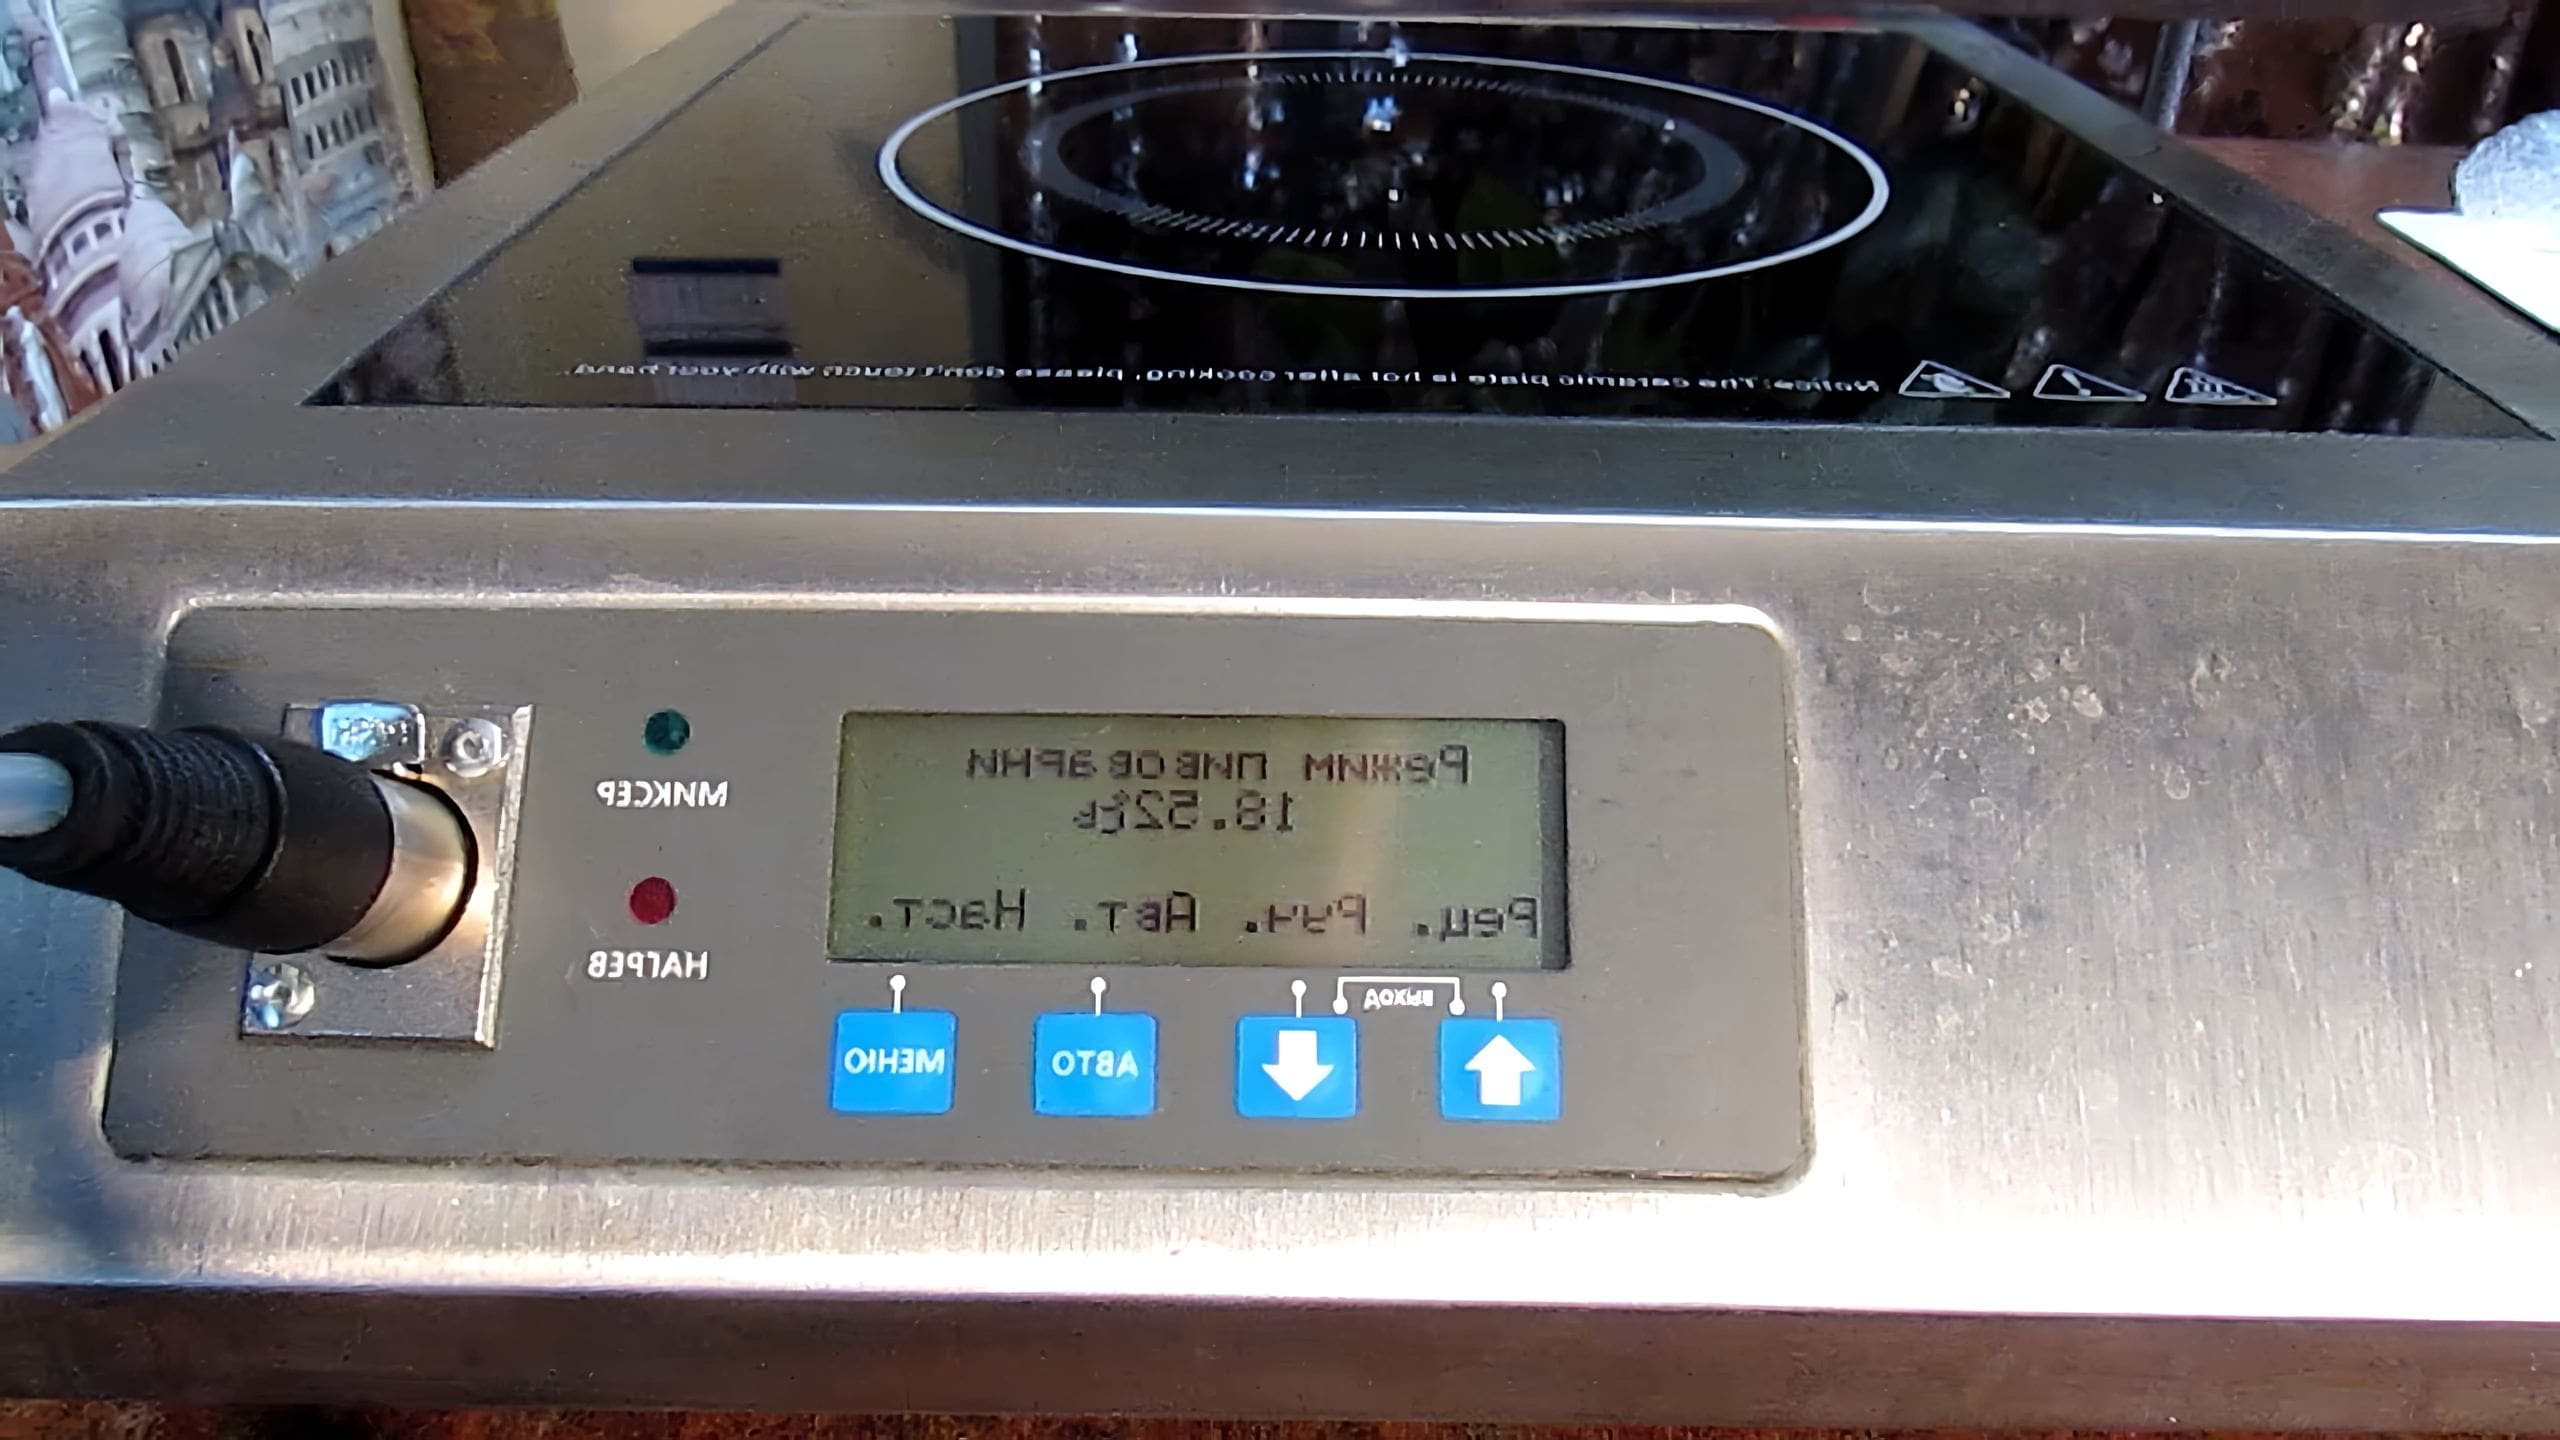 Notice: The ceramic plate is hot after cooking, please don't touch with your hand.
Режим пивоварни
18.52
Рец. Руч. Авт. Наст.
ВЫХОД
АВТО
МЕНЮ
МИКСЕР
НАГРЕВ